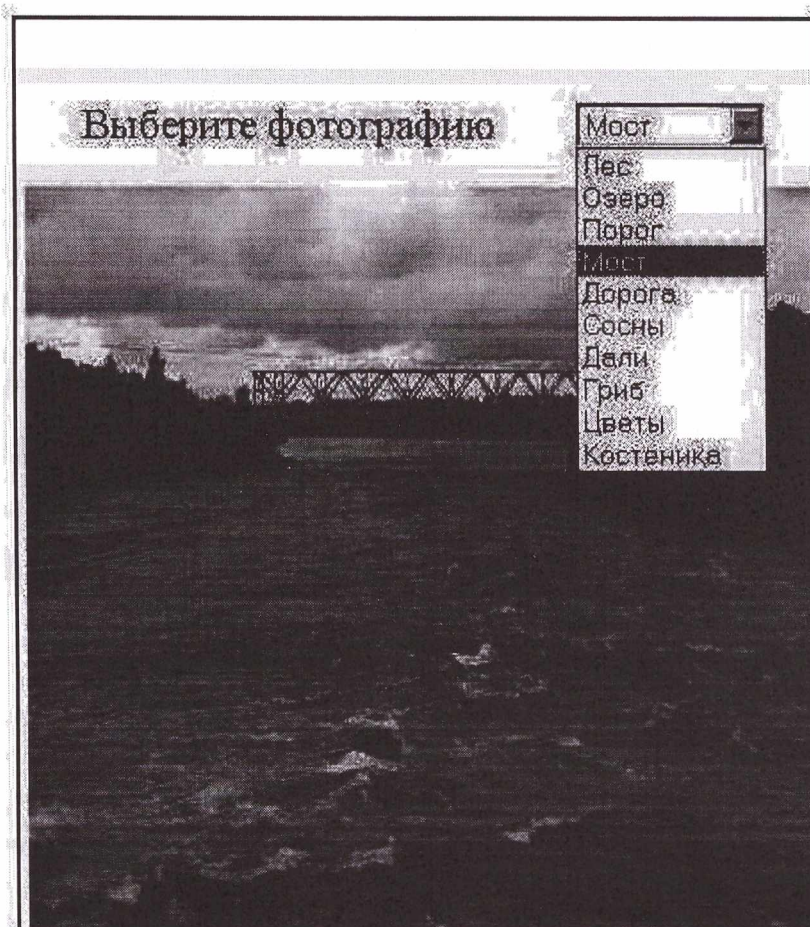 Выберите фотографию
Мост
Лес
Озеро
Порог
Мост
Дорога
Сосны
Дали
Гриб
Цветы
Костеника